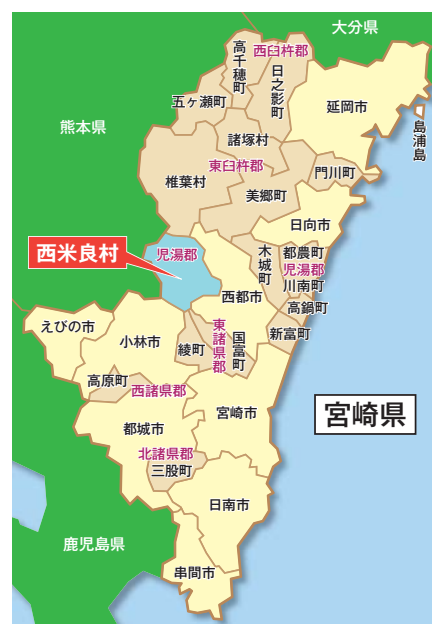 大分県
高千穂町
西臼杵郡
日之影町
五ヶ瀬町
延岡市
熊本県
島浦島
諸塚村
東臼杵郡
門川町
椎葉村
美郷町
日向市
児湯郡
西米良村
木城町
都農町
児湯郡
川南町
西都市
高鍋町
えびの市
小林市
綾町
東諸県郡
国富町
新富町
高原町
西諸県郡
宮崎市
宮崎県
都城市
北諸県郡
三股町
日南市
鹿児島県
串間市